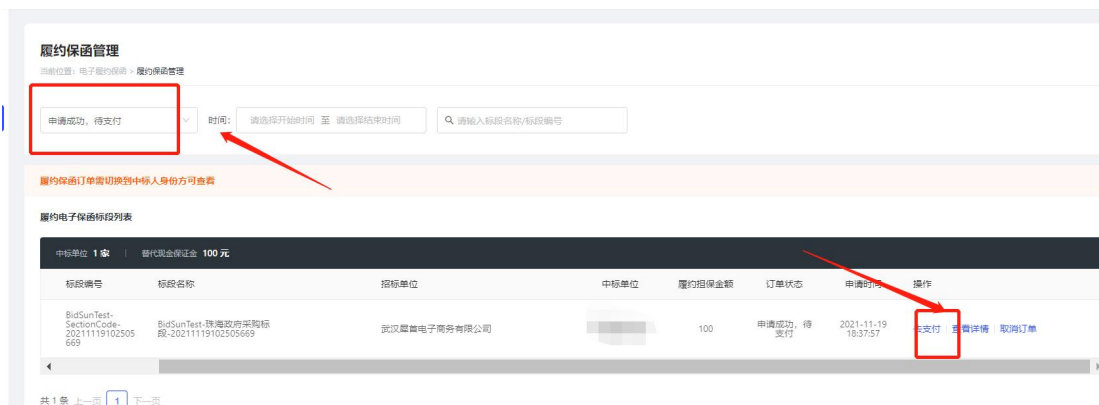 履约保函管理
当前位置：电子履约保函 > 履约保函管理
申请成功，待支付 时间： 请选择开始时间 至 请选择结束时间 请输入标段名称/标段编号
履约保函订单需切换到中标人身份方可查看
履约电子保函标段列表
中标单位 1 家 | 替代现金保证金 100 元
标段编号 标段名称 招标单位 中标单位 履约担保金额 订单状态 申请时间 操作
BidSunTest-
SectionCode-
20211119102505
669
BidSunTest-珠海政府采购标
段-20211119102505669
武汉犀首电子商务有限公司
100
申请成功，待
支付
2021-11-19
18:37:57
去支付 | 查看详情 | 取消订单
共 1 条 上一页 1 下一页